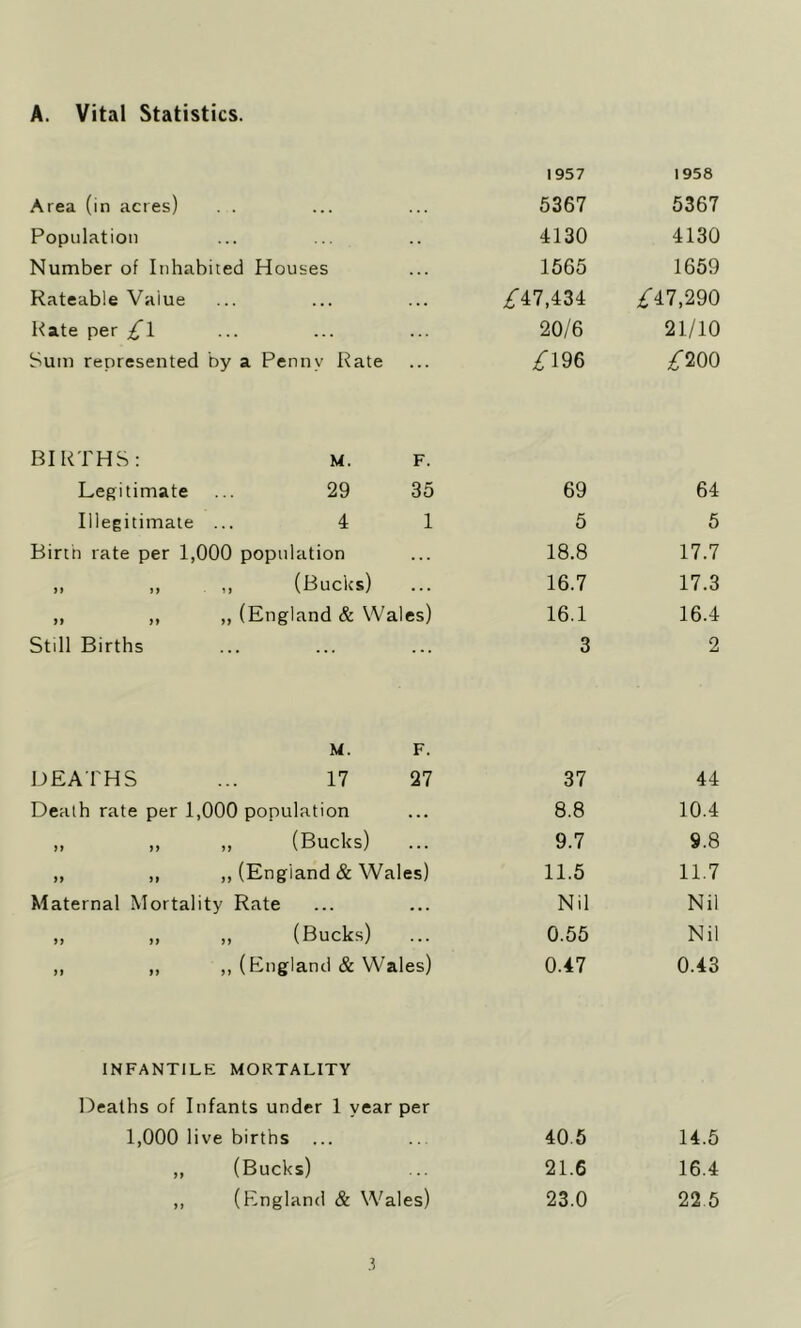 A. Vital Statistics.
1957 1958
Area (in acres) . . ... ... 5367 5367
Population ... ... .. 4130 4130
Number of Inhabited Houses ... 1565 1659
Rateable Value ... ... ... £47,434 £47,290
Rate per £1 ... ... ... 20/6 21/10
Sum represented by a Penny Rate ... £196 £200
BIRTHS: M. F.
Legitimate ... 29 35 69 64
Illegitimate ... 4 1 5 5
Birth rate per 1,000 population ... 18.8 17.7
„ „ „ (Bucks) ... 16.7 17.3
„ „ „ (England & Wales) 16.1 16.4
Still Births ... ... ... 3 2
M. F.
DEATHS ... 17 27 37 44
Death rate per 1,000 population ... 8.8 10.4
„ „ „ (Bucks) ... 9.7 9.8
„ „ „ (England & Wales) 11.5 11.7
Maternal Mortality Rate ... ... Nil Nil
„ „ „ (Bucks) ... 0.55 Nil
„ „ „ (England & Wales) 0.47 0.43
INFANTILE MORTALITY
Deaths of Infants under 1 year per
1,000 live births ... .. 40.5 14.5
„ (Bucks) ... 21.6 16.4
„ (England & Wales) 23.0 22.5
3